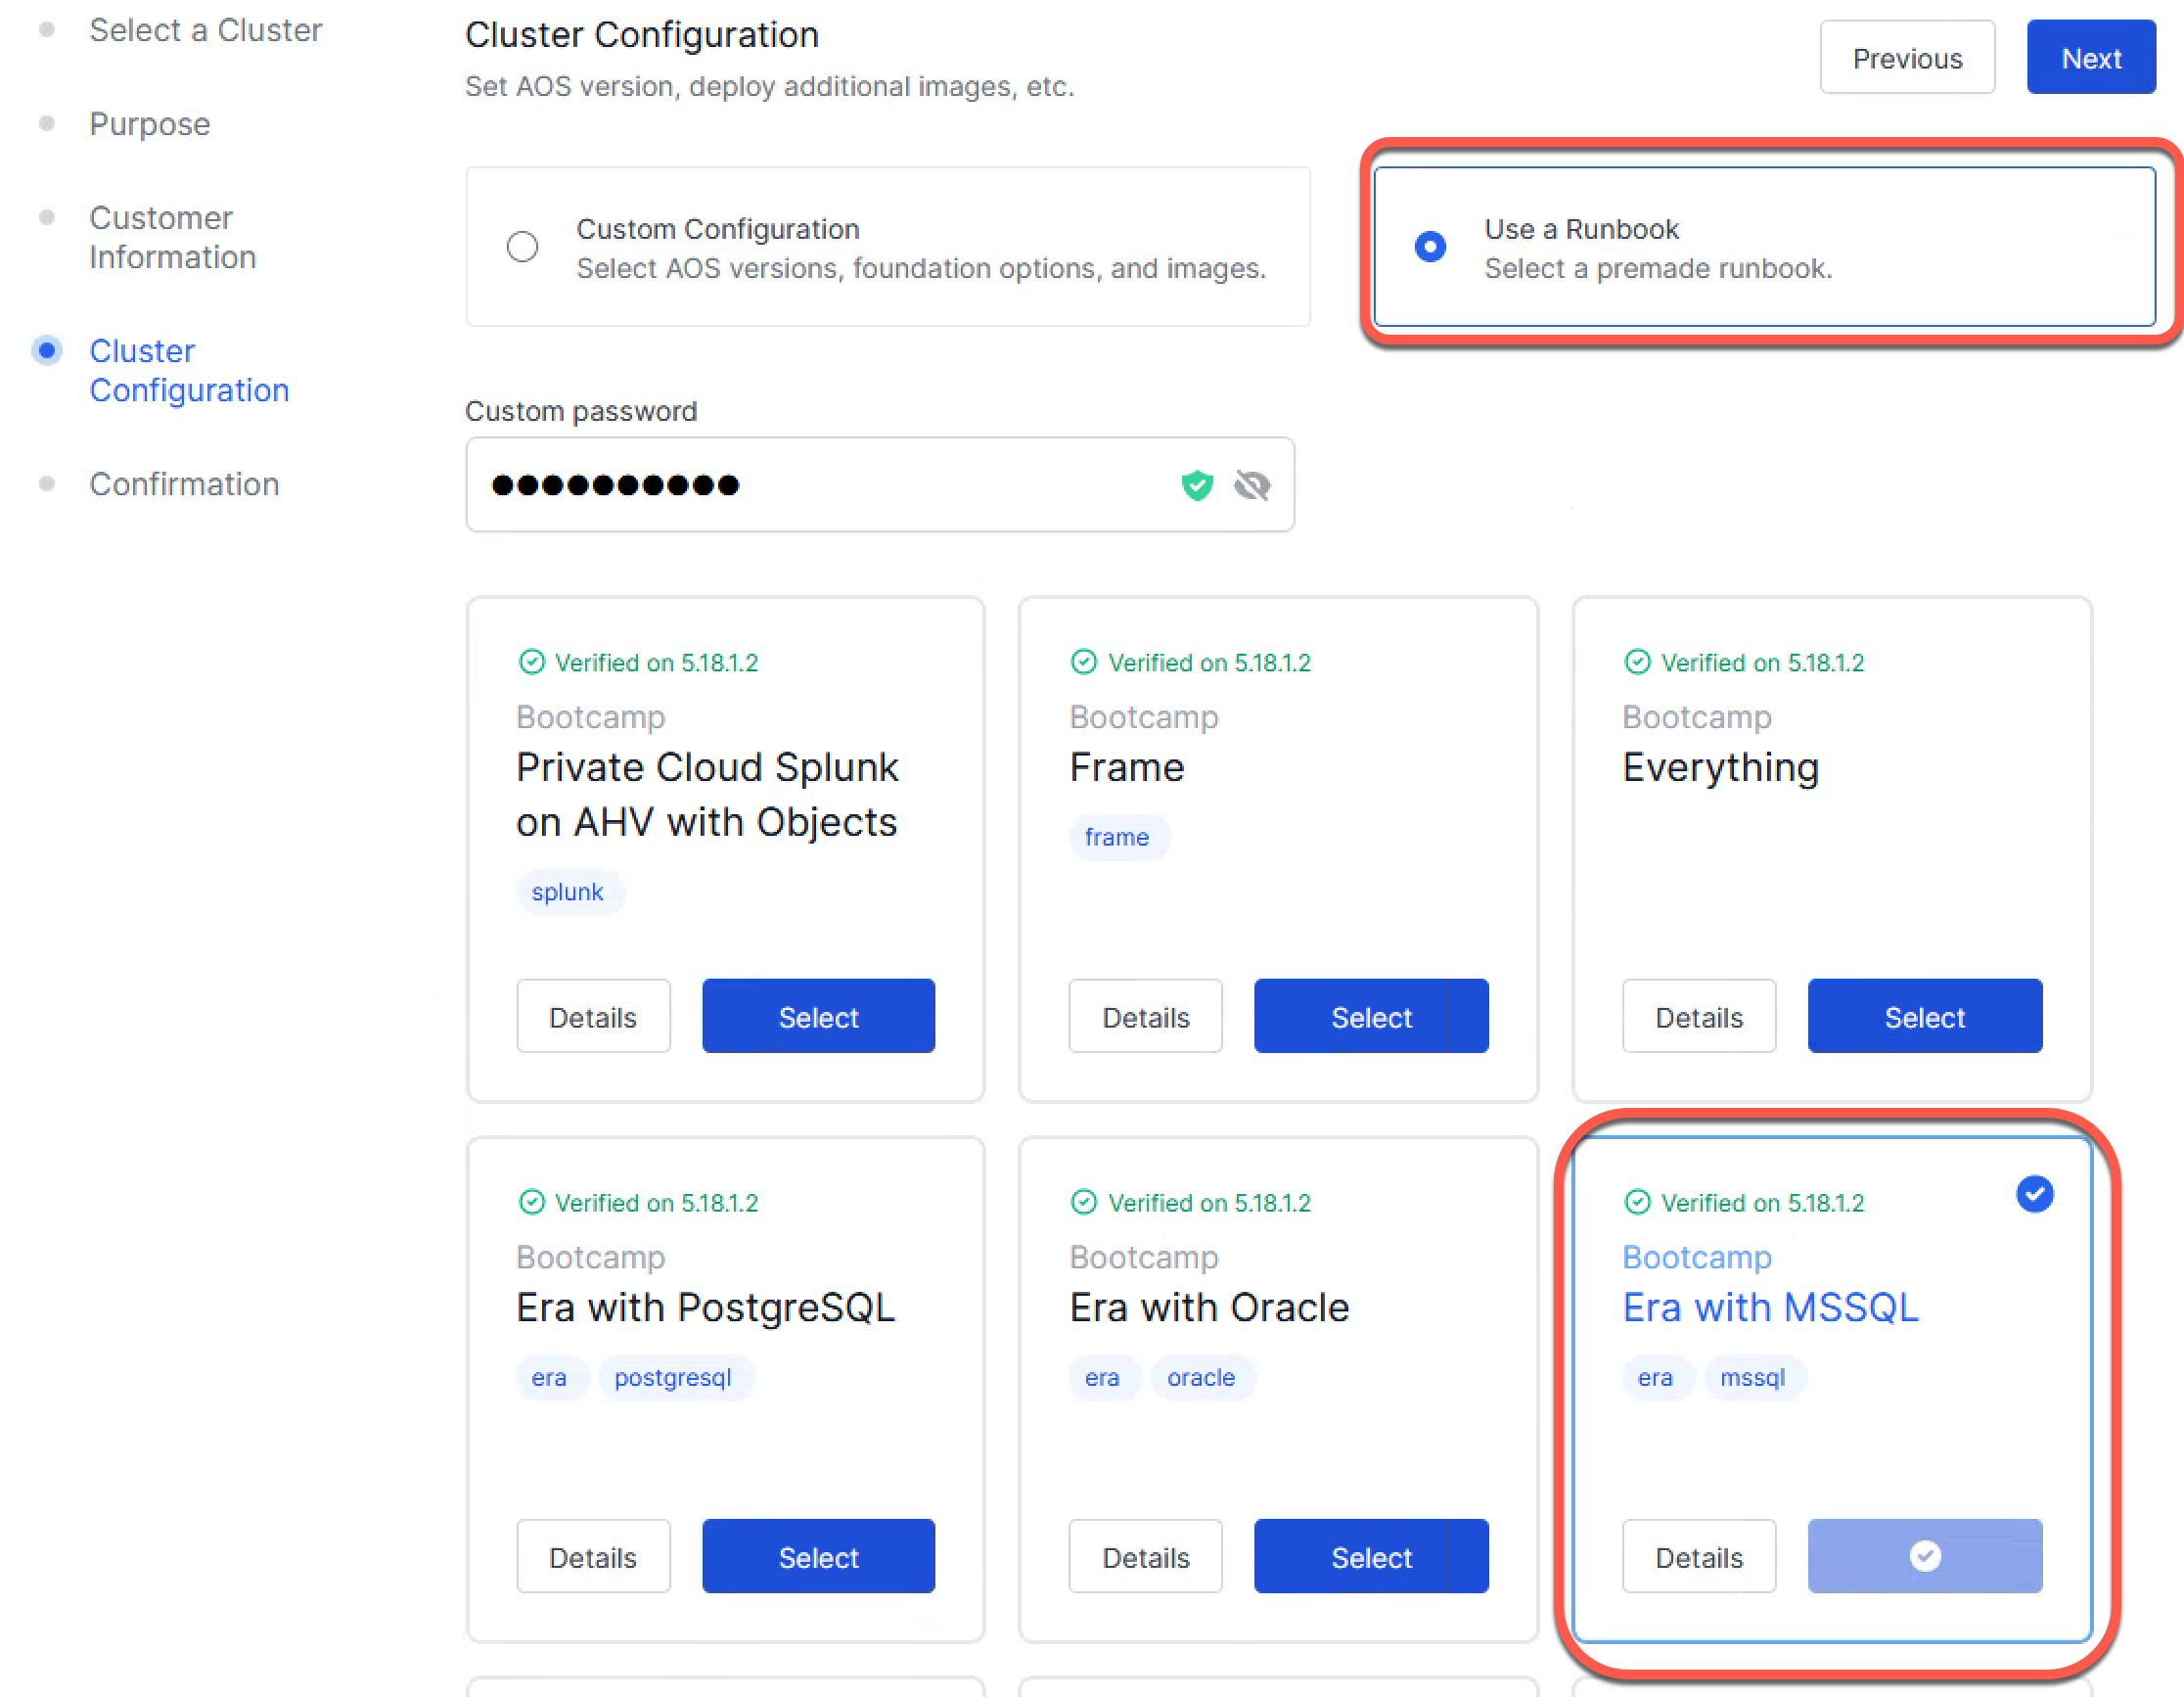 Select a Cluster
Purpose
Customer
Information
Cluster
Configuration
Confirmation
Cluster Configuration
Set AOS version, deploy additional images, etc.
Previous
Next
Custom Configuration
Select AOS versions, foundation options, and images.
Use a Runbook
Select a premade runbook.
Custom password
Verified on 5.18.1.2
Bootcamp
Private Cloud Splunk
on AHV with Objects
splunk
Details
Select
Verified on 5.18.1.2
Bootcamp
Frame
frame
Details
Select
Verified on 5.18.1.2
Bootcamp
Everything
Details
Select
Verified on 5.18.1.2
Bootcamp
Era with PostgreSQL
era
postgresql
Details
Select
Verified on 5.18.1.2
Bootcamp
Era with Oracle
era
oracle
Details
Select
Verified on 5.18.1.2
Bootcamp
Era with MSSQL
era
mssql
Details